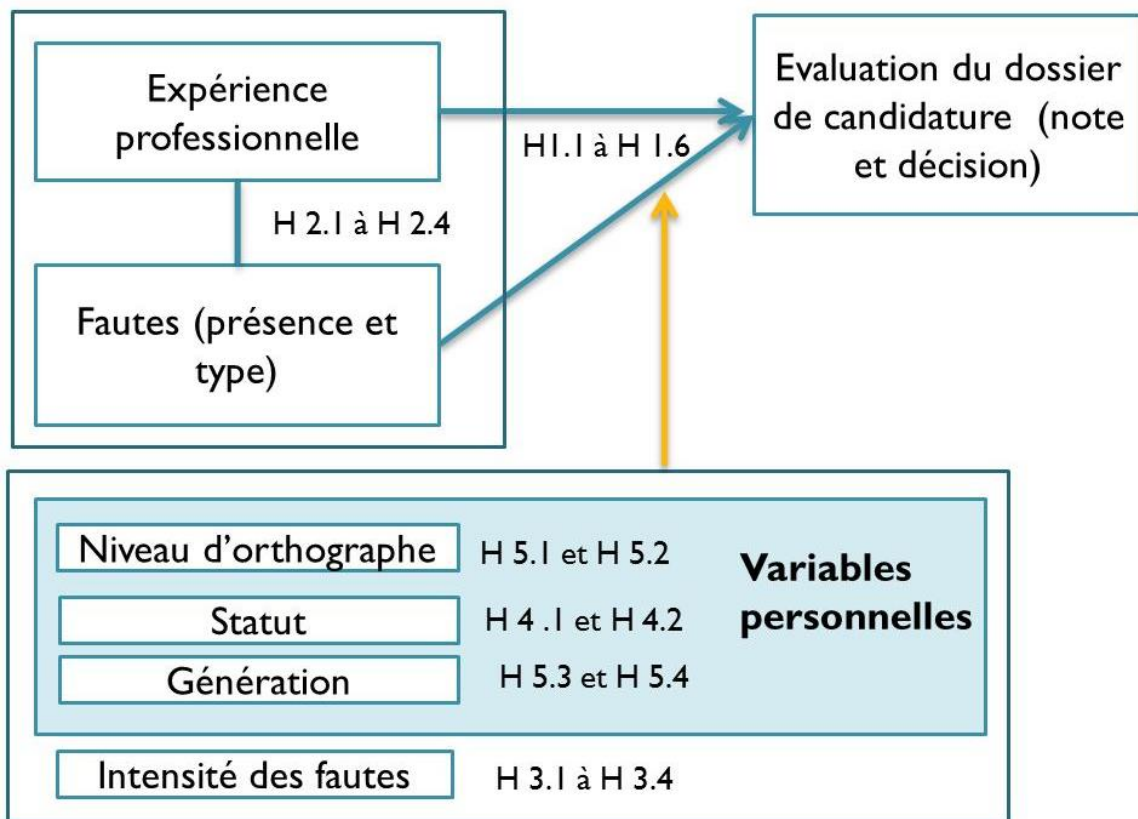 Expérience
professionnelle
H 2.1 à H 2.4
Fautes (présence et
type)
H1.1 à H 1.6
Evaluation du dossier
de candidature (note
et décision)
Niveau d’orthographe
H 5.1 et H 5.2
Statut
H 4 .1 et H 4.2
Génération
H 5.3 et H 5.4
Variables
personnelles
Intensité des fautes
H 3.1 à H 3.4